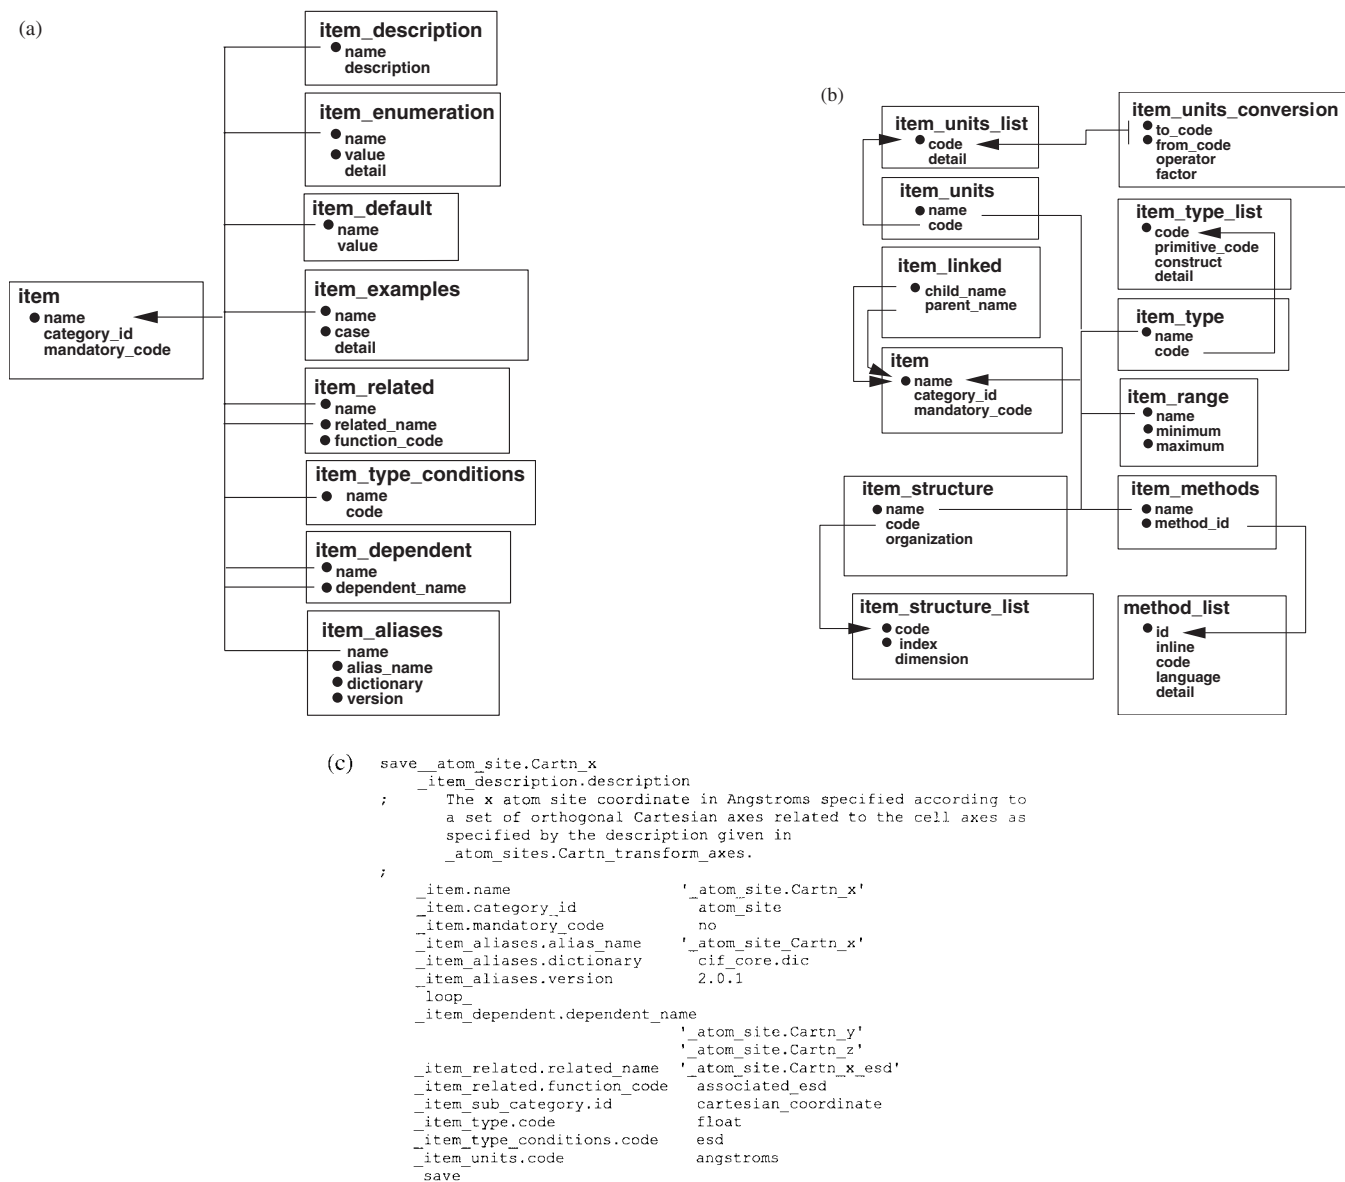 (a)
item_description
name
description
item_enumeration
name
value
detail
item_default
name
value
item
name
category_id
mandatory_code
item_examples
name
case
detail
item_related
name
related_name
function_code
item_type_conditions
name
code
item_dependent
name
dependent_name
item_aliases
name
alias_name
dictionary
version
(b)
item_units_list
code
detail
item_units
name
code
item_linked
child_name
parent_name
item
name
category_id
mandatory_code
item_structure
name
code
organization
item_structure_list
code
index
dimension
item_units_conversion
to_code
from_code
operator
factor
item_type_list
code
primitive_code
construct
detail
item_type
name
code
item_range
name
minimum
maximum
item_methods
name
method_id
method_list
id
inline
code
language
detail
(c) save__atom_site.Cartn_x
_item_description.description
; The x atom site coordinate in Angstroms specified according to
a set of orthogonal Cartesian axes related to the cell axes as
specified by the description given in
_atom_sites.Cartn_transform_axes.
;
_item.name '_atom_site.Cartn_x'
_item.category_id atom_site
_item.mandatory_code no
_item_aliases.alias_name '_atom_site_Cartn_x'
_item_aliases.dictionary cif_core.dic
_item_aliases.version 2.0.1
loop_
_item_dependent.dependent_name
'_atom_site.Cartn_y'
'_atom_site.Cartn_z'
_item_related.related_name '_atom_site.Cartn_x_esd'
_item_related.function_code associated_esd
_item_sub_category.id cartesian_coordinate
_item_type.code float
_item_type_conditions.code esd
_item_units.code angstroms
save